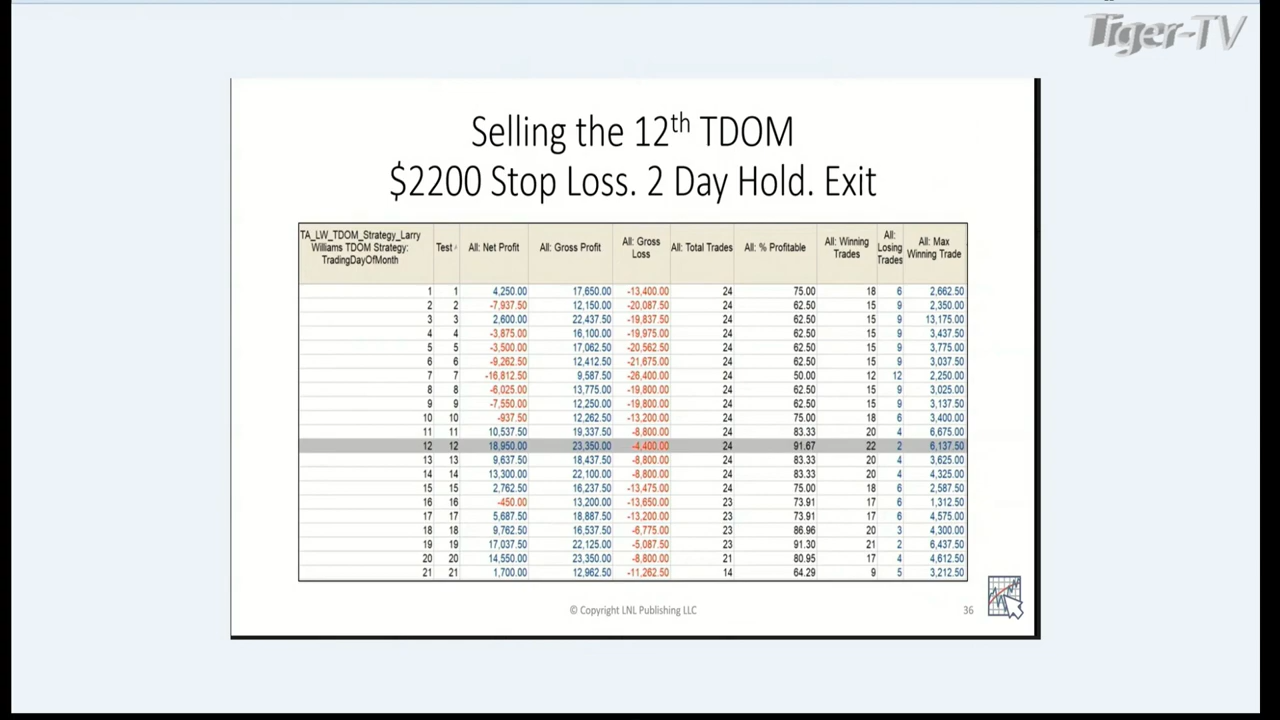 Tiger-TV
Selling the 12th TDOM
$2200 Stop Loss. 2 Day Hold. Exit
TA_LW_TDOM_Strategy_Larry Williams TDOM Strategy: TradingDayOfMonth Test All: Net Profit All: Gross Profit All: Gross Loss All: Total Trades All: % Profitable All: Winning Trades All: Losing Trades All: Max Winning Trade
1 1 4,250.00 17,650.00 -13,400.00 24 75.00 18 6 2,662.50
2 2 -7,937.50 12,150.00 -20,087.50 24 62.50 15 9 2,350.00
3 3 2,600.00 22,437.50 -19,837.50 24 62.50 15 9 13,175.00
4 4 -3,875.00 16,100.00 -19,975.00 24 62.50 15 9 3,437.50
5 5 -3,500.00 17,062.50 -20,562.50 24 62.50 15 9 3,775.00
6 6 -9,262.50 12,412.50 -21,675.00 24 62.50 15 9 3,037.50
7 7 -16,812.50 9,587.50 -26,400.00 24 50.00 12 12 2,250.00
8 8 -6,025.00 13,775.00 -19,800.00 24 62.50 15 9 3,025.00
9 9 -7,550.00 12,250.00 -19,800.00 24 62.50 15 9 3,137.50
10 10 -937.50 12,262.50 -13,200.00 24 75.00 18 6 3,400.00
11 11 10,537.50 19,337.50 -8,800.00 24 83.33 20 4 6,675.00
12 12 18,950.00 23,350.00 -4,400.00 24 91.67 22 2 6,137.50
13 13 9,637.50 18,437.50 -8,800.00 24 83.33 20 4 3,625.00
14 14 13,300.00 22,100.00 -8,800.00 24 83.33 20 4 4,325.00
15 15 2,762.50 16,237.50 -13,475.00 24 75.00 18 6 2,587.50
16 16 -450.00 13,200.00 -13,650.00 23 73.91 17 6 1,312.50
17 17 5,687.50 18,887.50 -13,200.00 23 73.91 17 6 4,575.00
18 18 9,762.50 16,537.50 -6,775.00 23 86.96 20 3 4,300.00
19 19 17,037.50 22,125.00 -5,087.50 23 91.30 21 2 6,437.50
20 20 14,550.00 23,350.00 -8,800.00 21 80.95 17 4 4,612.50
21 21 1,700.00 12,962.50 -11,262.50 14 64.29 9 5 3,212.50
© Copyright LNL Publishing LLC
36